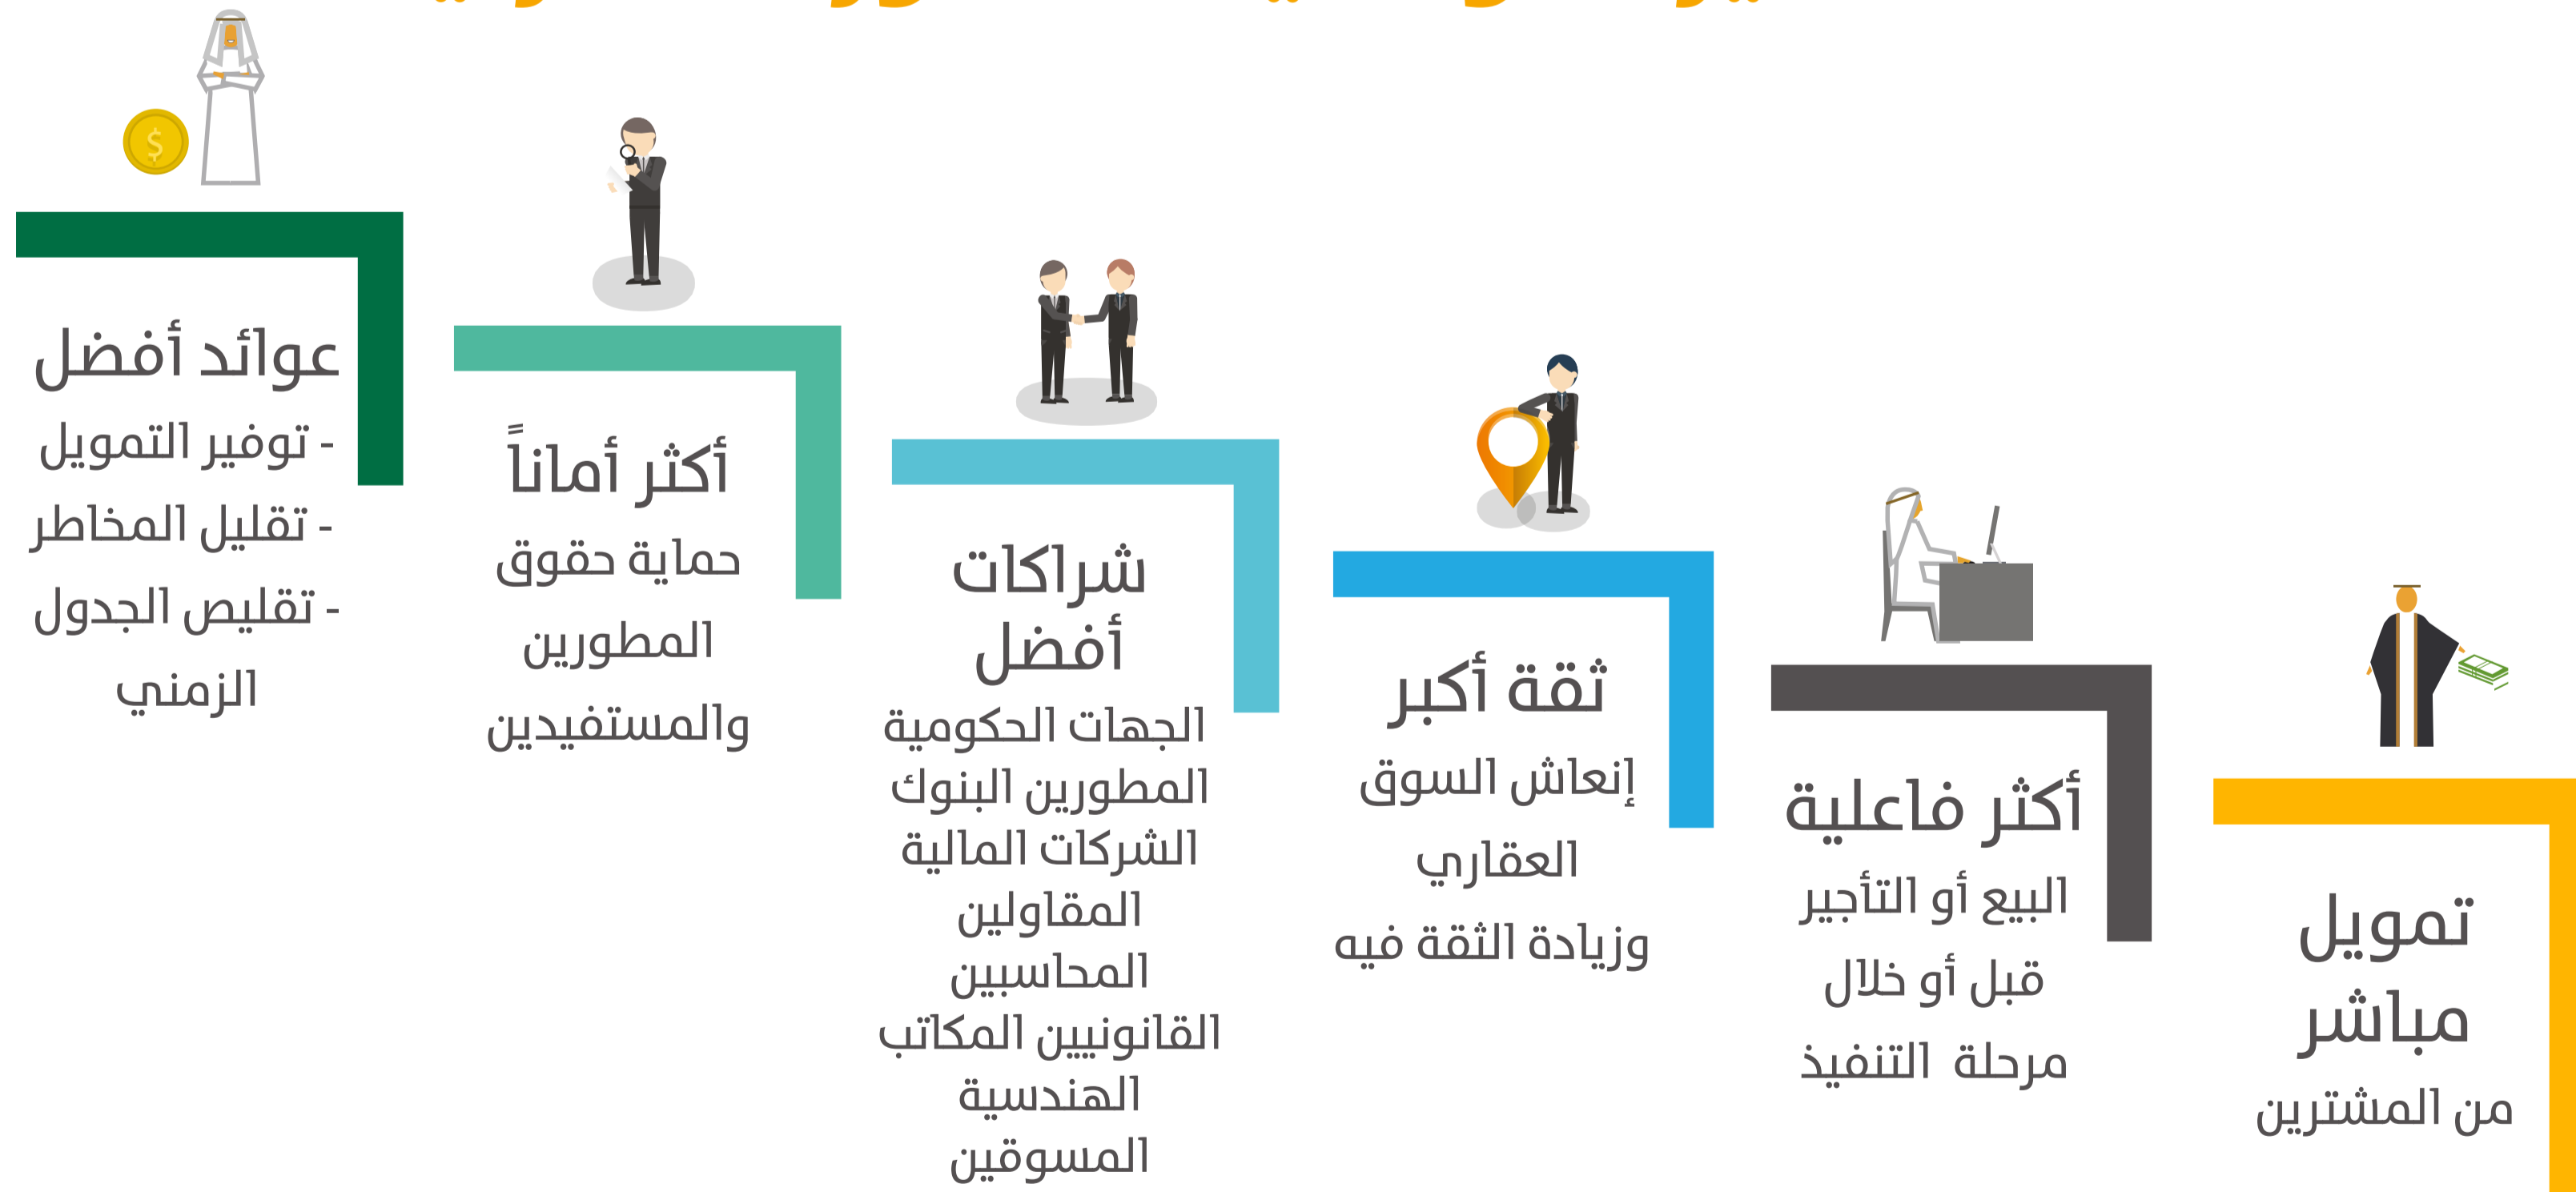 تمويل
مباشر
من المشترين
أكثر فاعلية
البيع أو التأجير
قبل أو خلال
مرحلة التنفيذ
ثقة أكبر
إنعاش السوق
العقاري
وزيادة الثقة فيه
شراكات
أفضل
الجهات الحكومية
المطورين البنوك
الشركات المالية
المقاولين
المحاسبين
القانونيين المكاتب
الهندسية
المسوقين
أكثر أماناً
حماية حقوق
المطورين
والمستفيدين
عوائد أفضل
- توفير التمويل
- تقليل المخاطر
- تقليص الجدول
الزمني